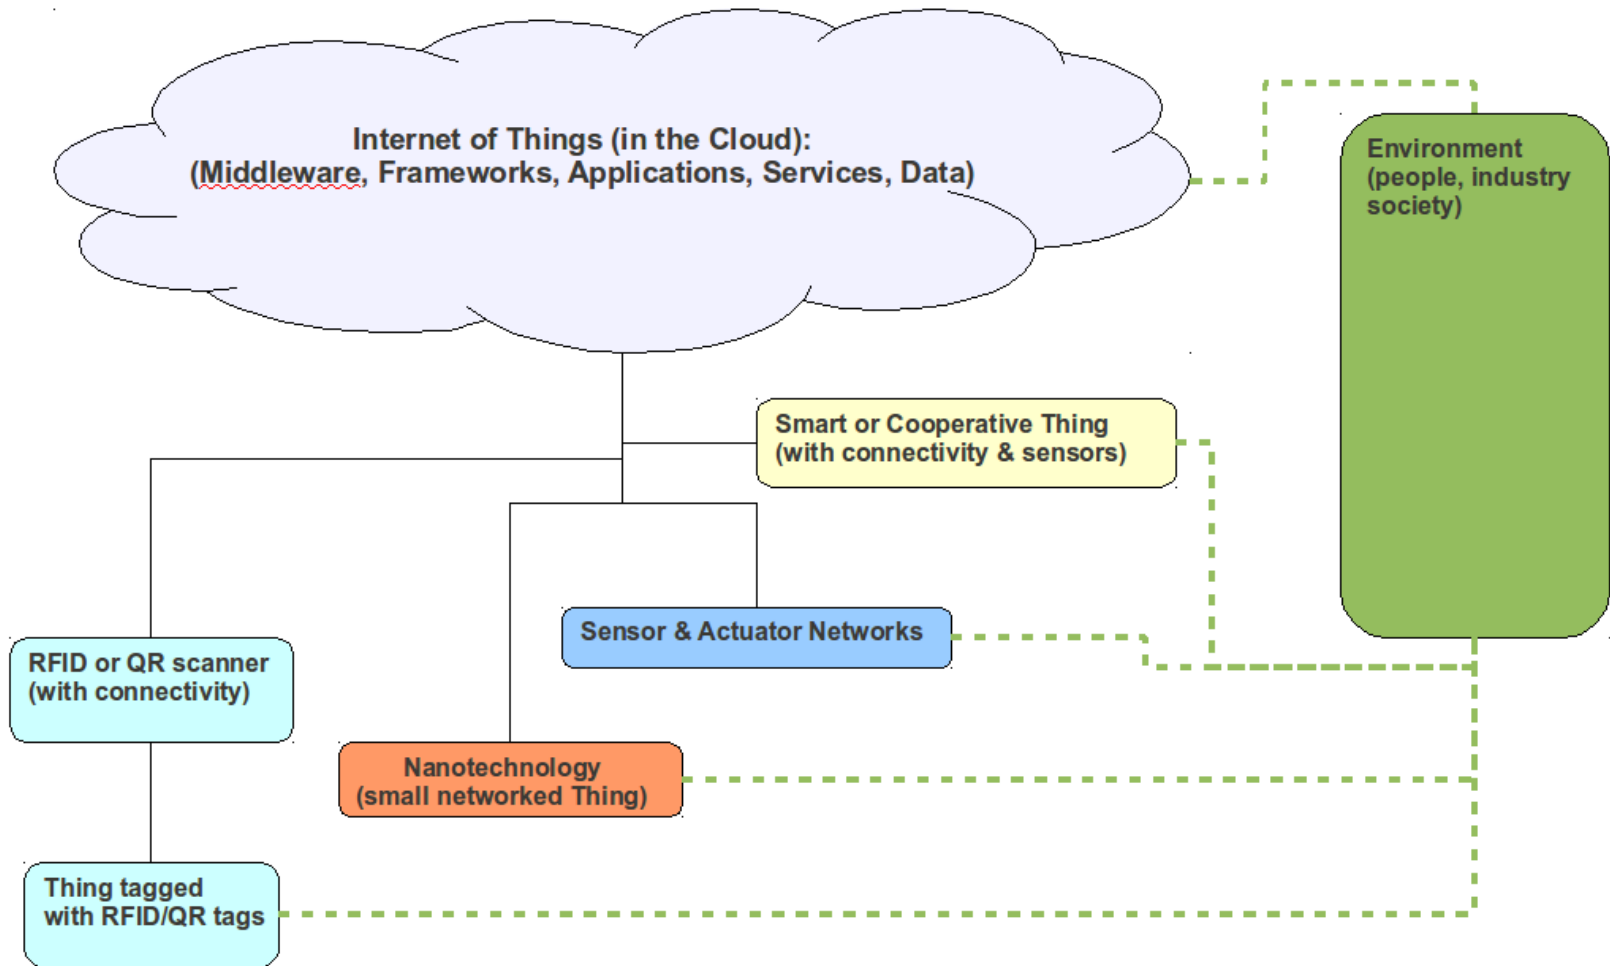 Internet of Things (in the Cloud):
(Middleware, Frameworks, Applications, Services, Data)
Environment
(people, industry
society)
Smart or Cooperative Thing
(with connectivity & sensors)
Sensor & Actuator Networks
RFID or QR scanner
(with connectivity)
Nanotechnology
(small networked Thing)
Thing tagged
with RFID/QR tags